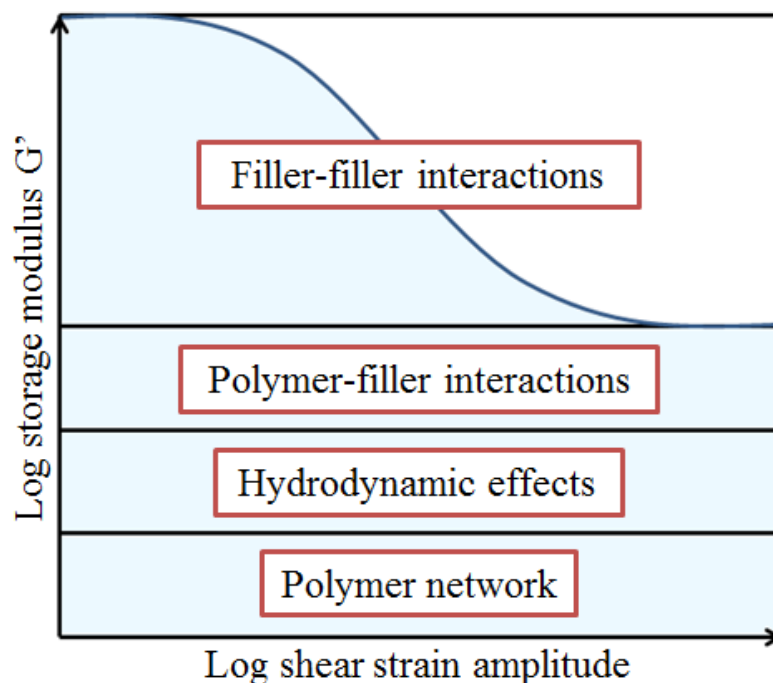 Log storage modulus G’
Filler-filler interactions
Polymer-filler interactions
Hydrodynamic effects
Polymer network
Log shear strain amplitude